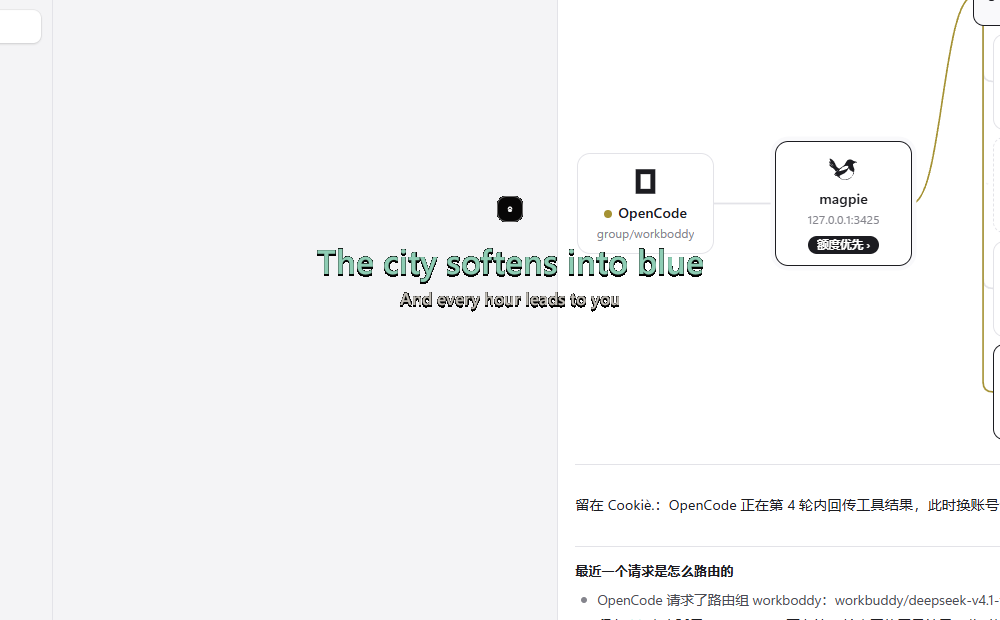 OpenCode
group/workboddy
magpie
127.0.0.1:3425
额度优先 ›
The city softens into blue
And every hour leads to you
留在 Cookiè.：OpenCode 正在第 4 轮内回传工具结果，此时换账号
最近一个请求是怎么路由的
OpenCode 请求了路由组 workboddy：workbuddy/deepseek-v4.1-